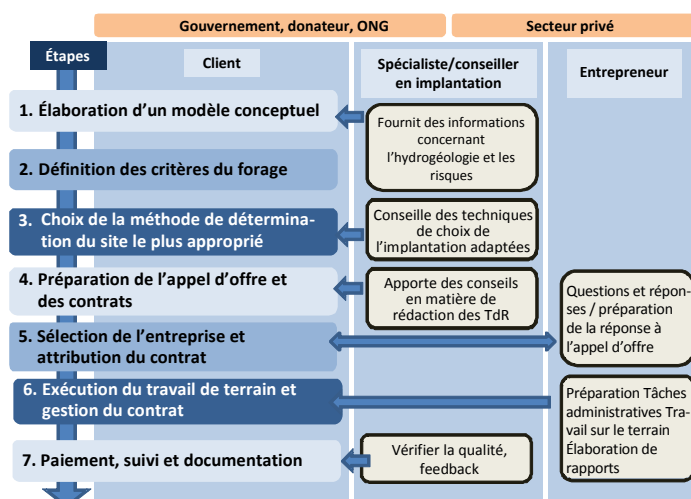 Gouvernement, donateur, ONG
Secteur privé
Étapes
Client
Spécialiste/conseiller
en implantation
Entrepreneur
1. Élaboration d’un modèle conceptuel
Fournit des informations
concernant
l’hydrogéologie et les
risques
2. Définition des critères du forage
3. Choix de la méthode de détermina-
tion du site le plus approprié
Conseille des techniques
de choix de
l’implantation adaptées
4. Préparation de l’appel d’offre et
des contrats
Apporte des conseils
en matière de
rédaction des TdR
Questions et répon-
ses / préparation
de la réponse à
l’appel d’offre
5. Sélection de l’entreprise et
attribution du contrat
6. Exécution du travail de terrain et
gestion du contrat
Préparation Tâches
administratives Tra-
vail sur le terrain
Élaboration de
rapports
7. Paiement, suivi et documentation
Vérifier la qualité,
feedback